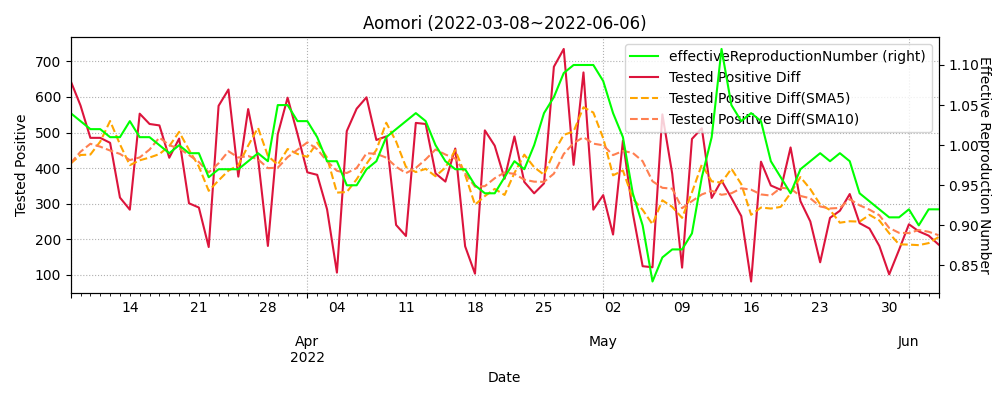 Aomori (2022-03-08~2022-06-06)
effectiveReproductionNumber (right)
Tested Positive Diff
Tested Positive Diff(SMA5)
Tested Positive Diff(SMA10)
Tested Positive
700
600
500
400
300
200
100
1.10
1.05
1.00
0.95
0.90
0.85
Effective Reproduction Number
14 21 28 04 11 18 25 02 09 16 23 30
Apr May Jun
2022
Date